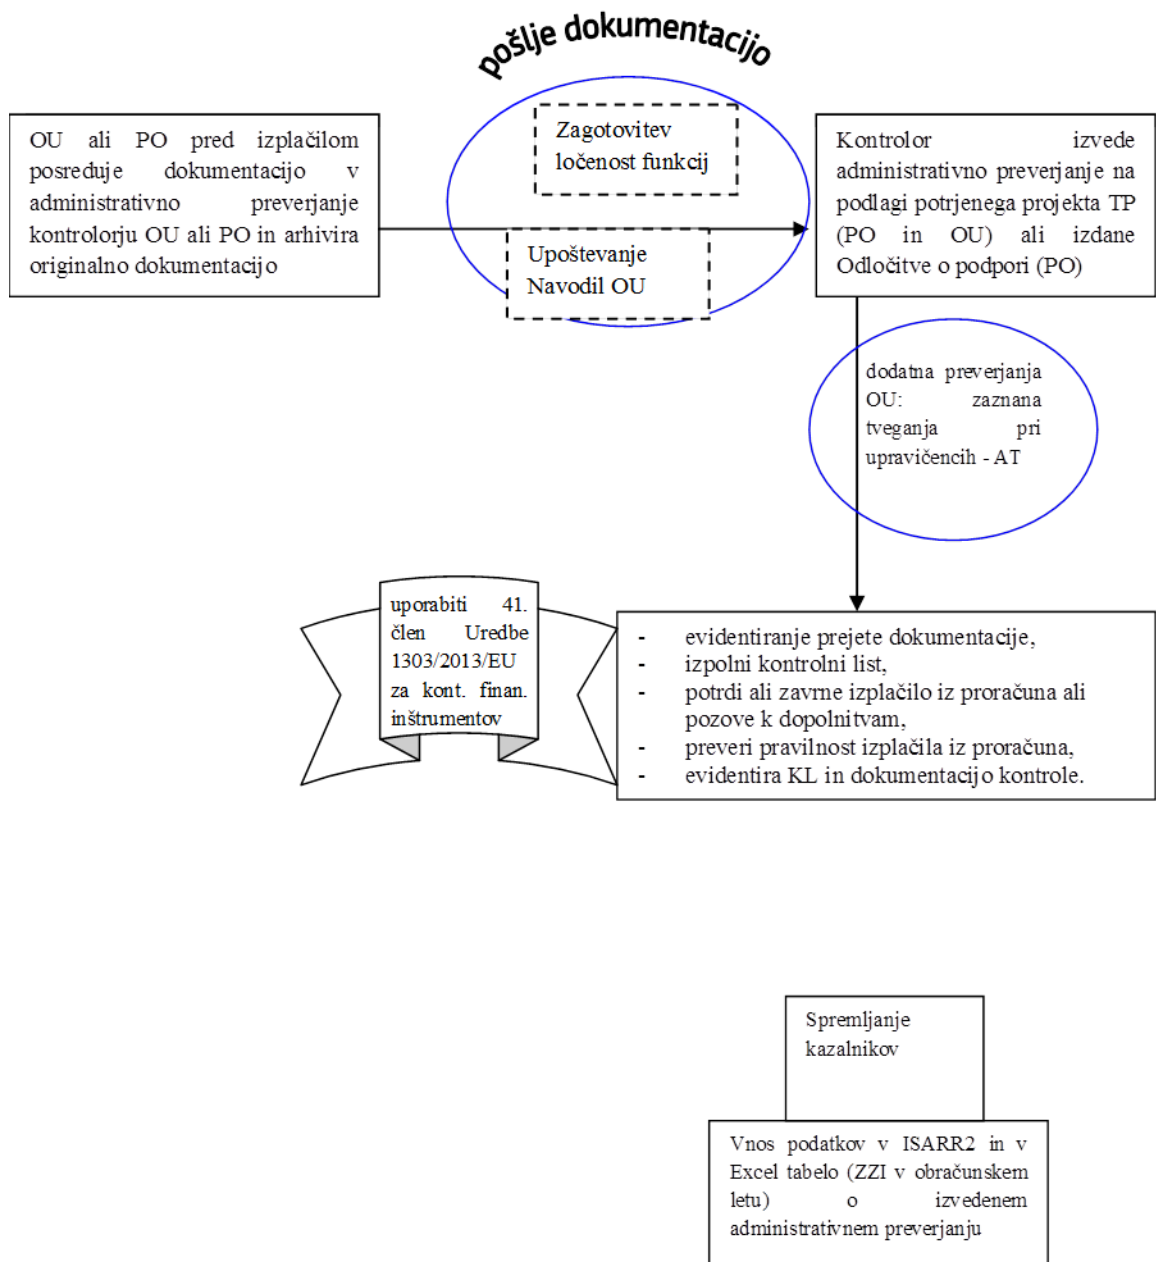 pošlje dokumentacijo
OU ali PO pred izplačilom
posreduje dokumentacijo v
administrativno preverjanje
kontrolorju OU ali PO in arhivira
originalno dokumentacijo
Zagotovitev
ločenost funkcij
Upoštevanje
Navodil OU
Kontrolor izvede
administrativno preverjanje na
podlagi potrjenega projekta TP
(PO in OU) ali izdane
Odločitve o podpori (PO)
dodatna preverjanja
OU: zaznana
tveganja pri
upravičencih - AT
uporabiti 41.
člen Uredbe
1303/2013/EU
za kont. finan.
inštrumentov
- evidentiranje prejete dokumentacije,
- izpolni kontrolni list,
- potrdi ali zavrne izplačilo iz proračuna ali
pozove k dopolnitvam,
- preveri pravilnost izplačila iz proračuna,
- evidentira KL in dokumentacijo kontrole.
Spremljanje
kazalnikov
Vnos podatkov v ISARR2 in v
Excel tabelo (ZZI v obračunskem
letu) o izvedenem
administrativnem preverjanju